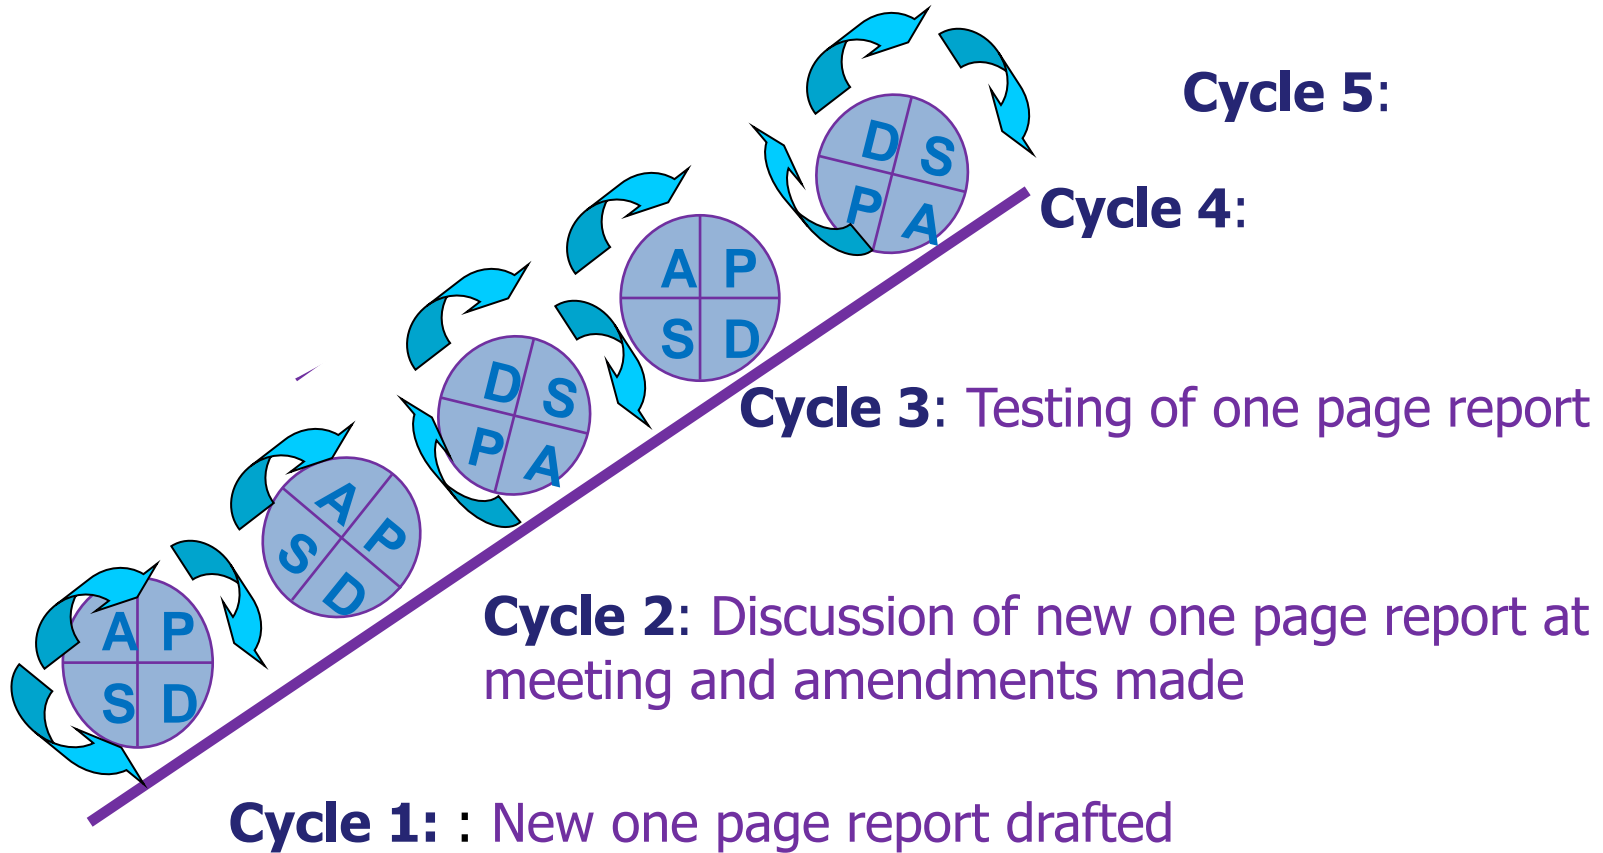 Cycle 5:
D S
P A
Cycle 4:
A P
S D
D S
P A
Cycle 3: Testing of one page report
A P
S D
Cycle 2: Discussion of new one page report at
meeting and amendments made
A P
S D
Cycle 1: : New one page report drafted